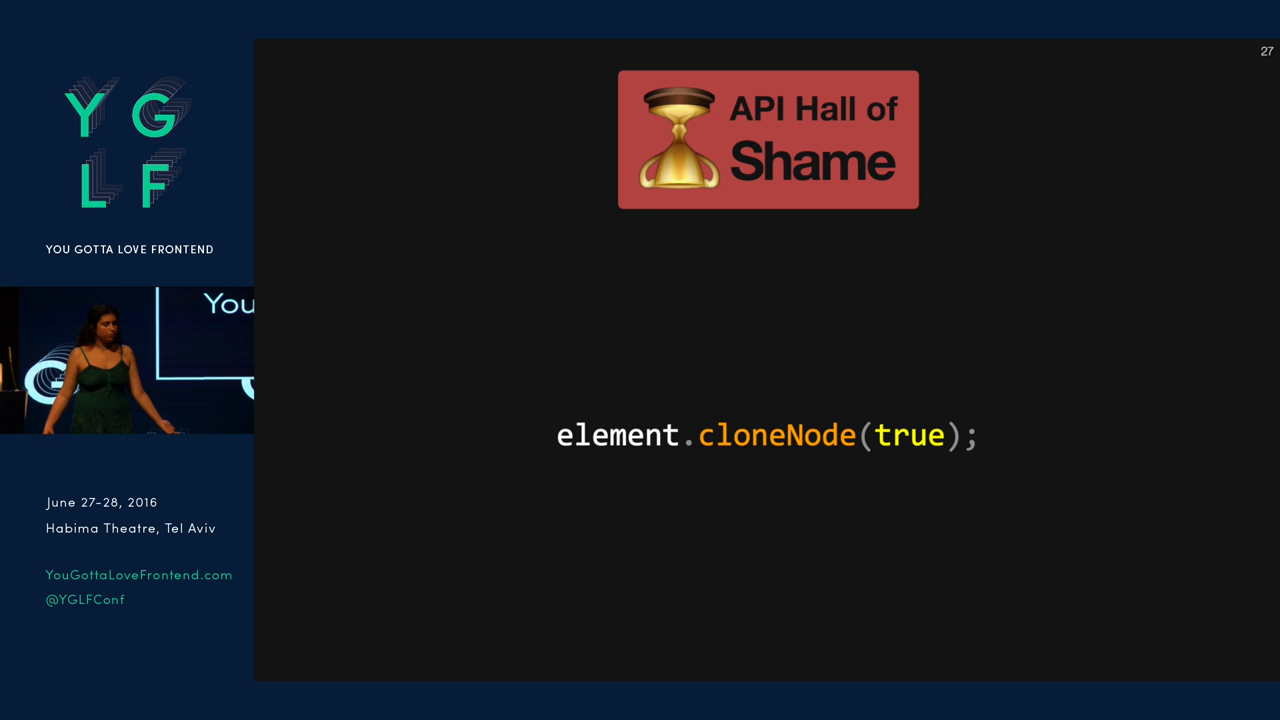 Y G
L F
YOU GOTTA LOVE FRONTEND
You
G
June 27-28, 2016
Habima Theatre, Tel Aviv
YouGottaLoveFrontend.com
@YGLFConf
27
API Hall of
Shame
element.cloneNode(true);